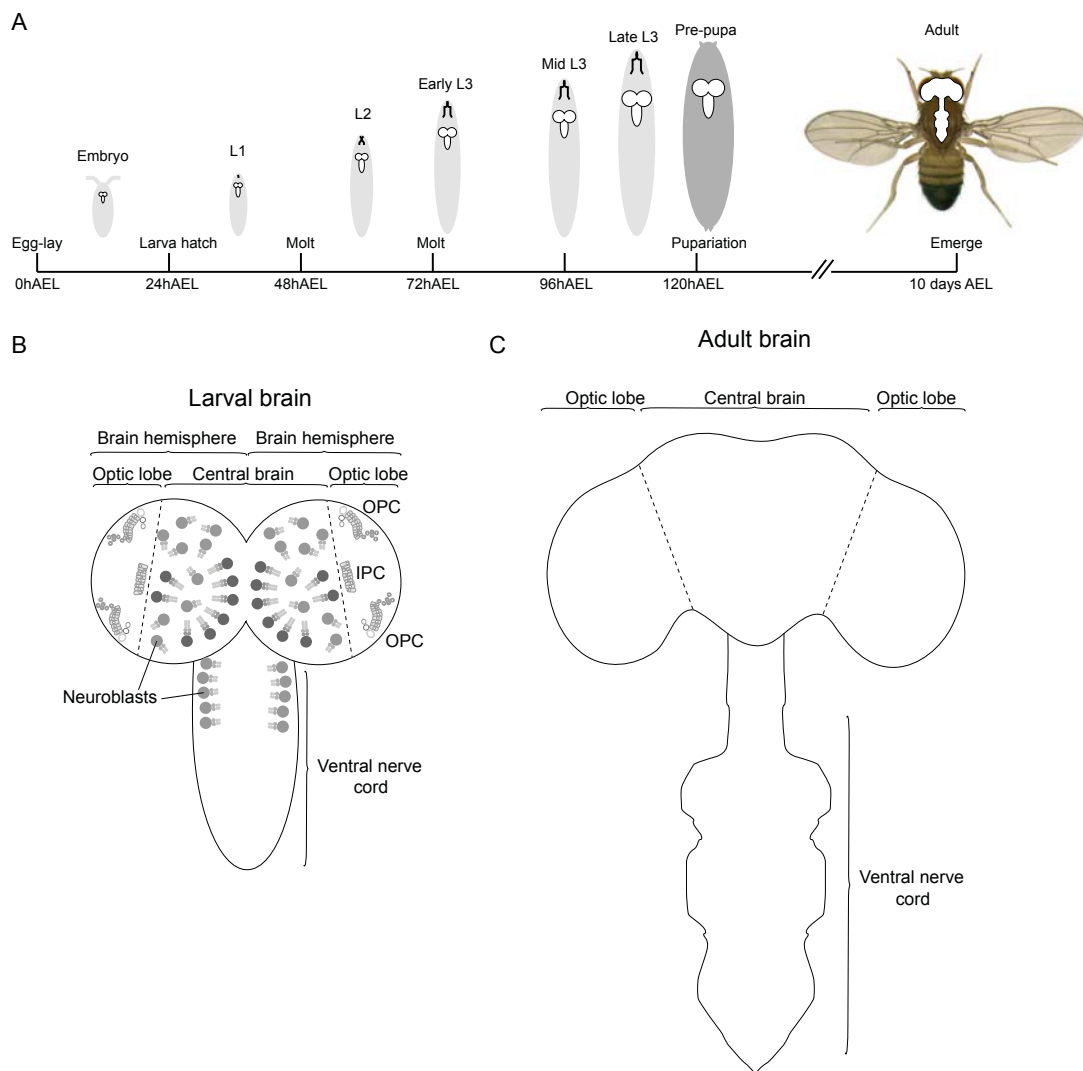 A
Embryo
L1
L2
Early L3
Mid L3
Late L3
Pre-pupa
Adult
Egg-lay
Larva hatch
Molt
Molt
Pupariation
Emerge
0hAEL
24hAEL
48hAEL
72hAEL
96hAEL
120hAEL
10 days AEL
B
Larval brain
Brain hemisphere
Brain hemisphere
Optic lobe
Central brain
Optic lobe
OPC
IPC
OPC
Neuroblasts
Ventral nerve
cord
C
Adult brain
Optic lobe
Central brain
Optic lobe
Ventral nerve
cord